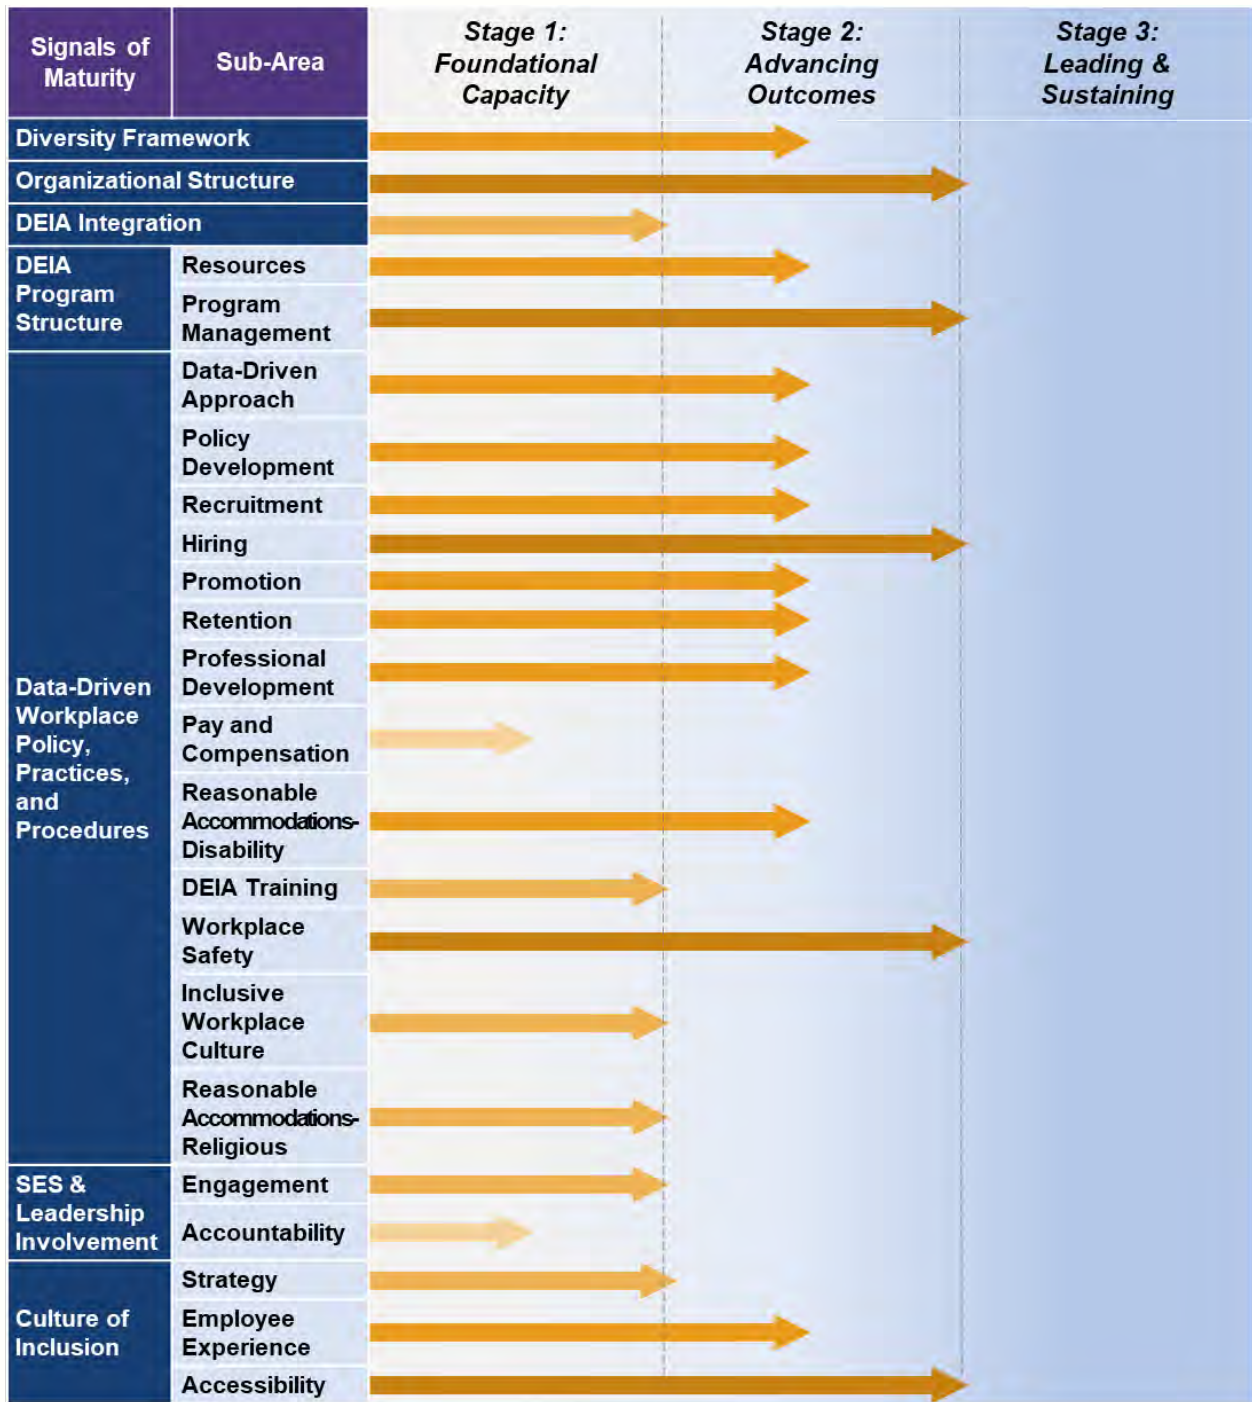 Signals of
Maturity
Sub-Area
Stage 1:
Foundational
Capacity
Stage 2:
Advancing
Outcomes
Stage 3:
Leading &
Sustaining
Diversity Framework
Organizational Structure
DEIA Integration
DEIA
Program
Structure
Resources
Program
Management
Data-Driven
Workplace
Policy,
Practices,
and
Procedures
Data-Driven
Approach
Policy
Development
Recruitment
Hiring
Promotion
Retention
Professional
Development
Pay and
Compensation
Reasonable
Accommodations-
Disability
DEIA Training
Workplace
Safety
Inclusive
Workplace
Culture
Reasonable
Accommodations-
Religious
SES &
Leadership
Involvement
Engagement
Accountability
Culture of
Inclusion
Strategy
Employee
Experience
Accessibility